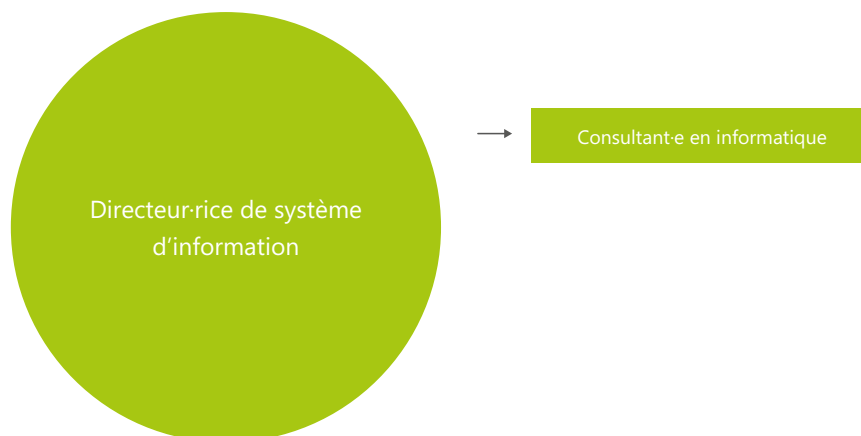 Directeur·rice de système
d'information
Consultant·e en informatique